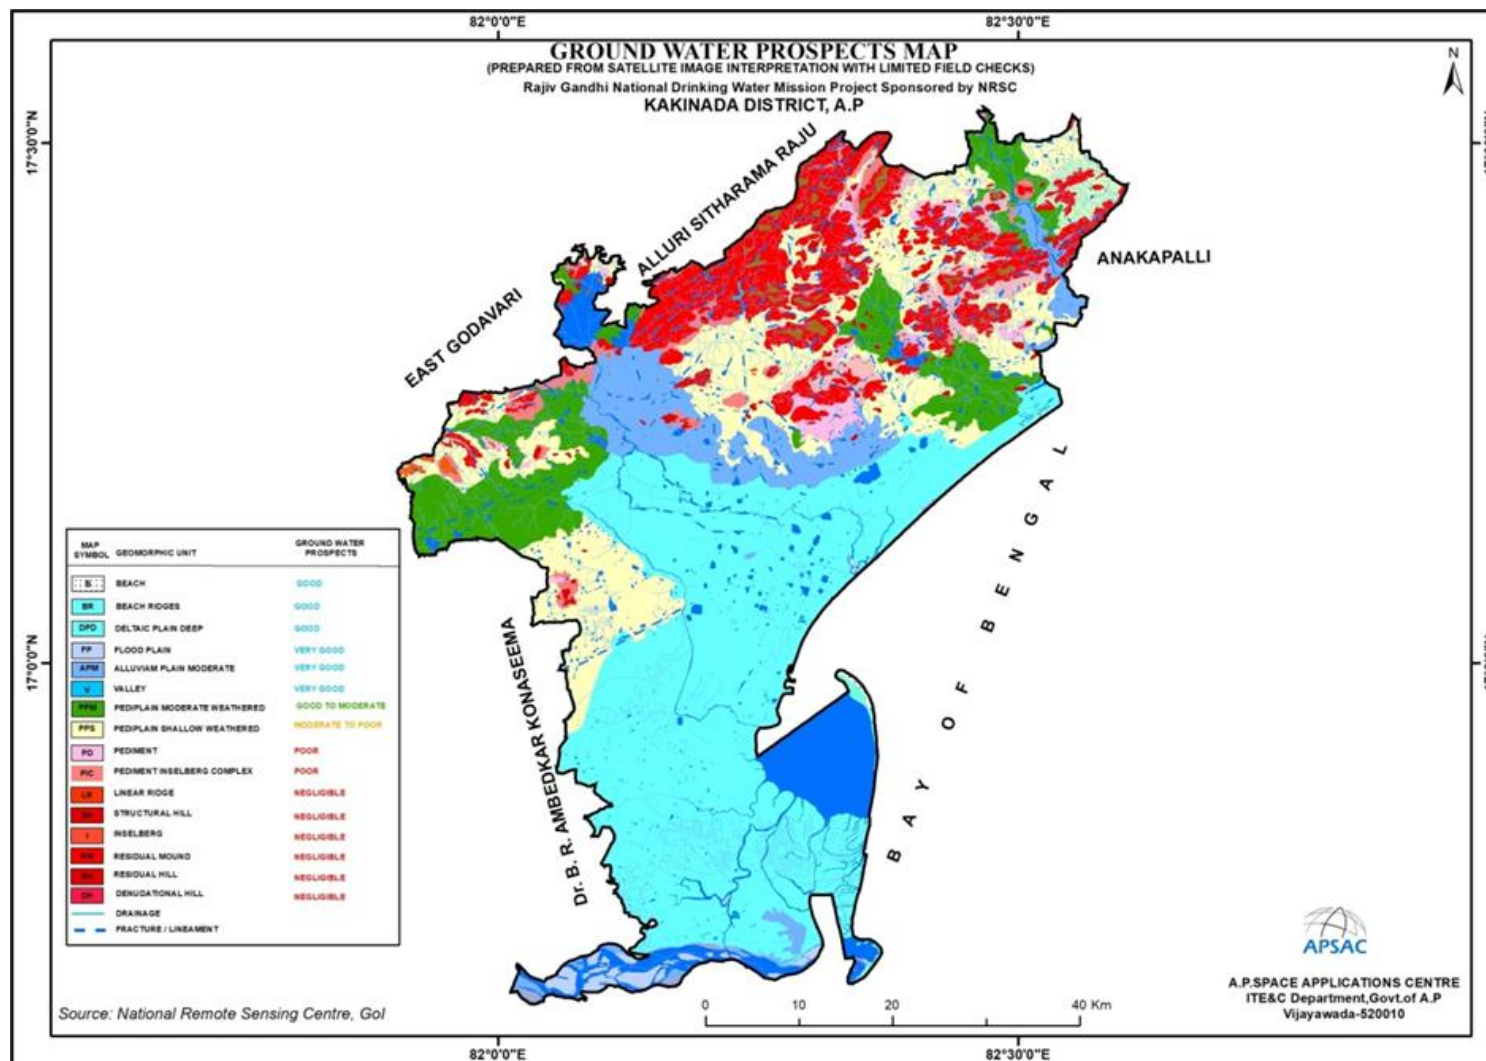 82°0'0"E 82°30'0"E
GROUND WATER PROSPECTS MAP
(PREPARED FROM SATELLITE IMAGE INTERPRETATION WITH LIMITED FIELD CHECKS)
Rajiv Gandhi National Drinking Water Mission Project Sponsored by NRSC
KAKINADA DISTRICT, A.P
N
17°30'0"N
ALLURI SITHARAMA RAJU
ANAKAPALLI
EAST GODAVARI
BAY OF BENGAL
Dr. B. R. AMBEDKAR KONASEEMA
17°0'0"N
MAP SYMBOL GEOMORPHIC UNIT GROUND WATER PROSPECTS
BEACH GOOD
BR BEACH RIDGES GOOD
DPD DELTAIC PLAIN DEEP GOOD
FP FLOOD PLAIN VERY GOOD
APM ALLUVIAM PLAIN MODERATE VERY GOOD
V VALLEY VERY GOOD
PPM PEDIPLAIN MODERATE WEATHERED GOOD TO MODERATE
PPS PEDIPLAIN SHALLOW WEATHERED MODERATE TO POOR
PD PEDIMENT POOR
PIC PEDIMENT INSELBERG COMPLEX POOR
LR LINEAR RIDGE NEGLIGIBLE
STRUCTURAL HILL NEGLIGIBLE
I INSELBERG NEGLIGIBLE
RESIDUAL MOUND NEGLIGIBLE
RESIDUAL HILL NEGLIGIBLE
DH DENUDATIONAL HILL NEGLIGIBLE
DRAINAGE
FRACTURE / LINEAMENT
Source: National Remote Sensing Centre, GoI
0 10 20 40 Km
APSAC
A.P.SPACE APPLICATIONS CENTRE
ITE&C Department,Govt.of A.P
Vijayawada-520010
82°0'0"E 82°30'0"E